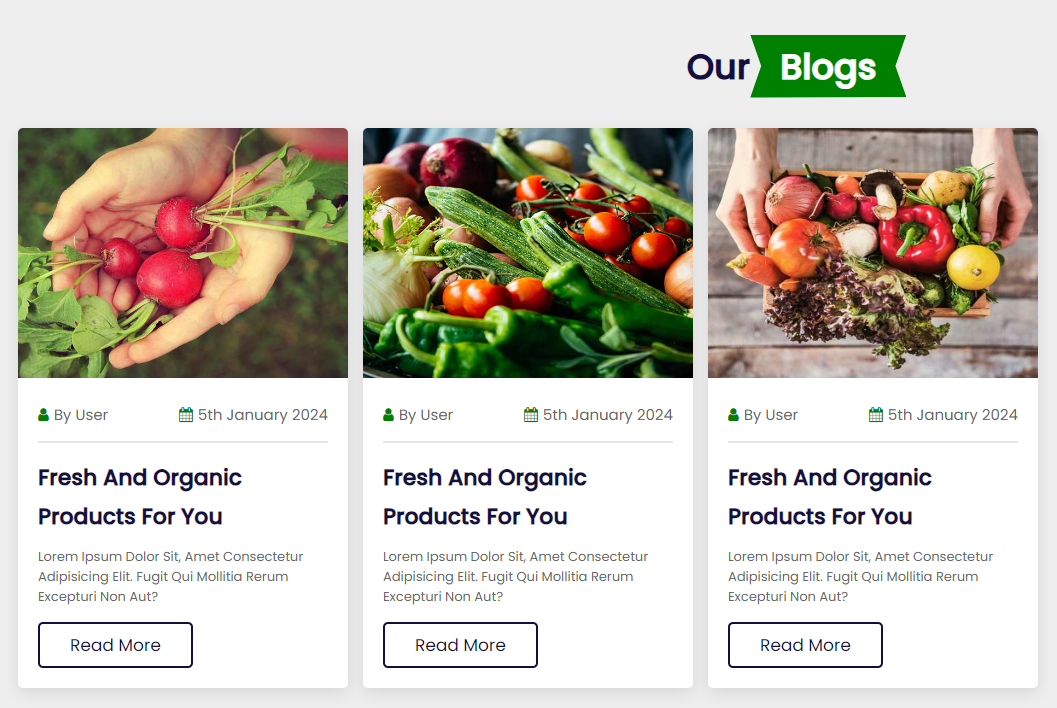 Our Blogs
By User 5th January 2024
Fresh And Organic
Products For You
Lorem Ipsum Dolor Sit, Amet Consectetur
Adipisicing Elit. Fugit Qui Mollitia Rerum
Excepturi Non Aut?
Read More
By User 5th January 2024
Fresh And Organic
Products For You
Lorem Ipsum Dolor Sit, Amet Consectetur
Adipisicing Elit. Fugit Qui Mollitia Rerum
Excepturi Non Aut?
Read More
By User 5th January 2024
Fresh And Organic
Products For You
Lorem Ipsum Dolor Sit, Amet Consectetur
Adipisicing Elit. Fugit Qui Mollitia Rerum
Excepturi Non Aut?
Read More